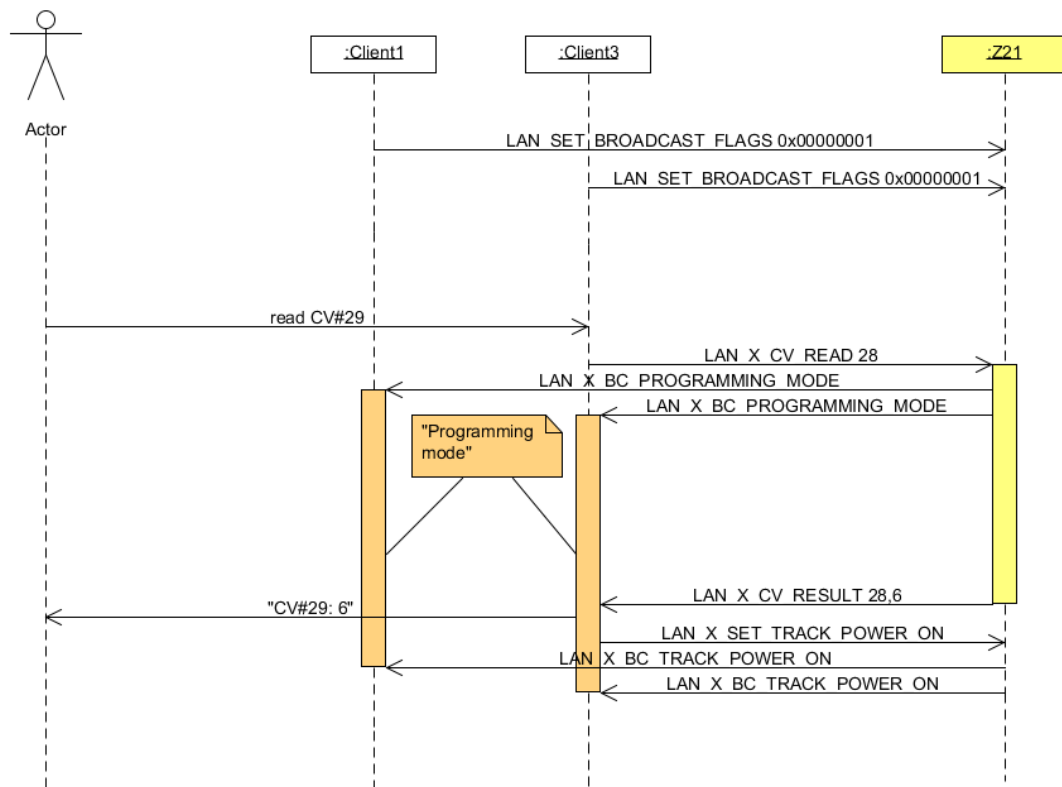 :Client1
:Client3
:Z21
Actor
LAN_SET_BROADCAST_FLAGS 0x00000001
LAN_SET_BROADCAST_FLAGS 0x00000001
read CV#29
LAN_X_CV_READ 28
LAN_X_BC_PROGRAMMING_MODE
LAN_X_BC_PROGRAMMING_MODE
"Programming
mode"
LAN_X_CV_RESULT 28,6
"CV#29: 6"
LAN_X_SET_TRACK_POWER_ON
LAN_X_BC_TRACK_POWER_ON
LAN_X_BC_TRACK_POWER_ON